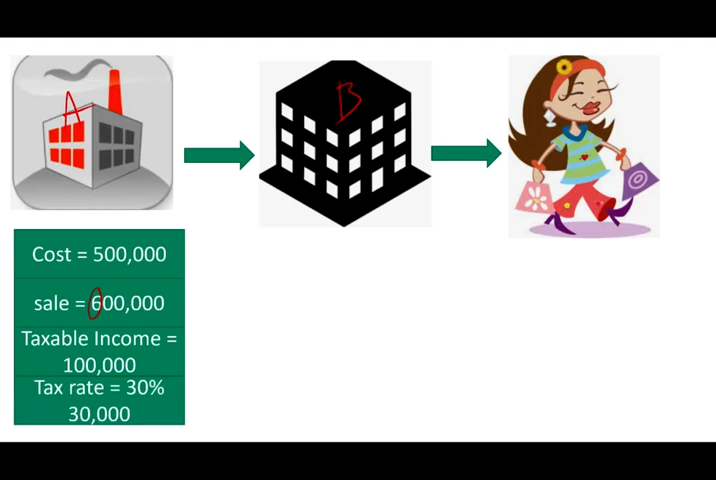 A
B
Cost = 500,000
sale = 600,000
Taxable Income =
100,000
Tax rate = 30%
30,000